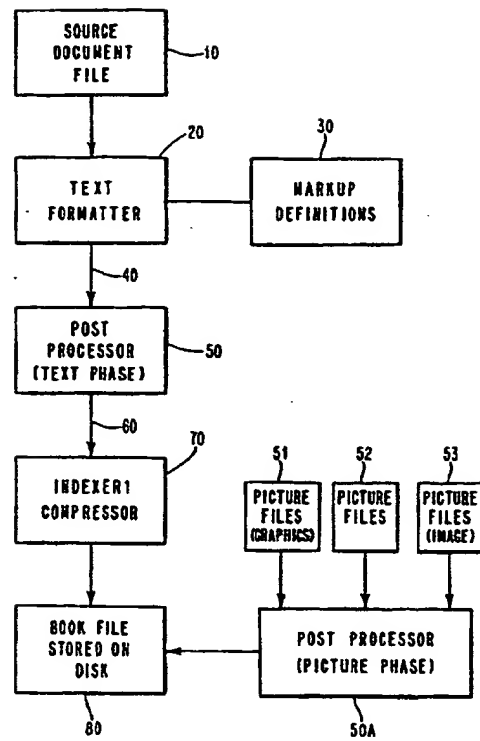 SOURCE
DOCUMENT
FILE
10
20
TEXT
FORMATTER
30
MARKUP
DEFINITIONS
40
POST
PROCESSOR
(TEXT PHASE)
50
60
70
INDEXER1
COMPRESSOR
51
PICTURE
FILES
(GRAPHICS)
52
PICTURE
FILES
53
PICTURE
FILES
(IMAGE)
BOOK FILE
STORED ON
DISK
80
POST PROCESSOR
(PICTURE PHASE)
50A